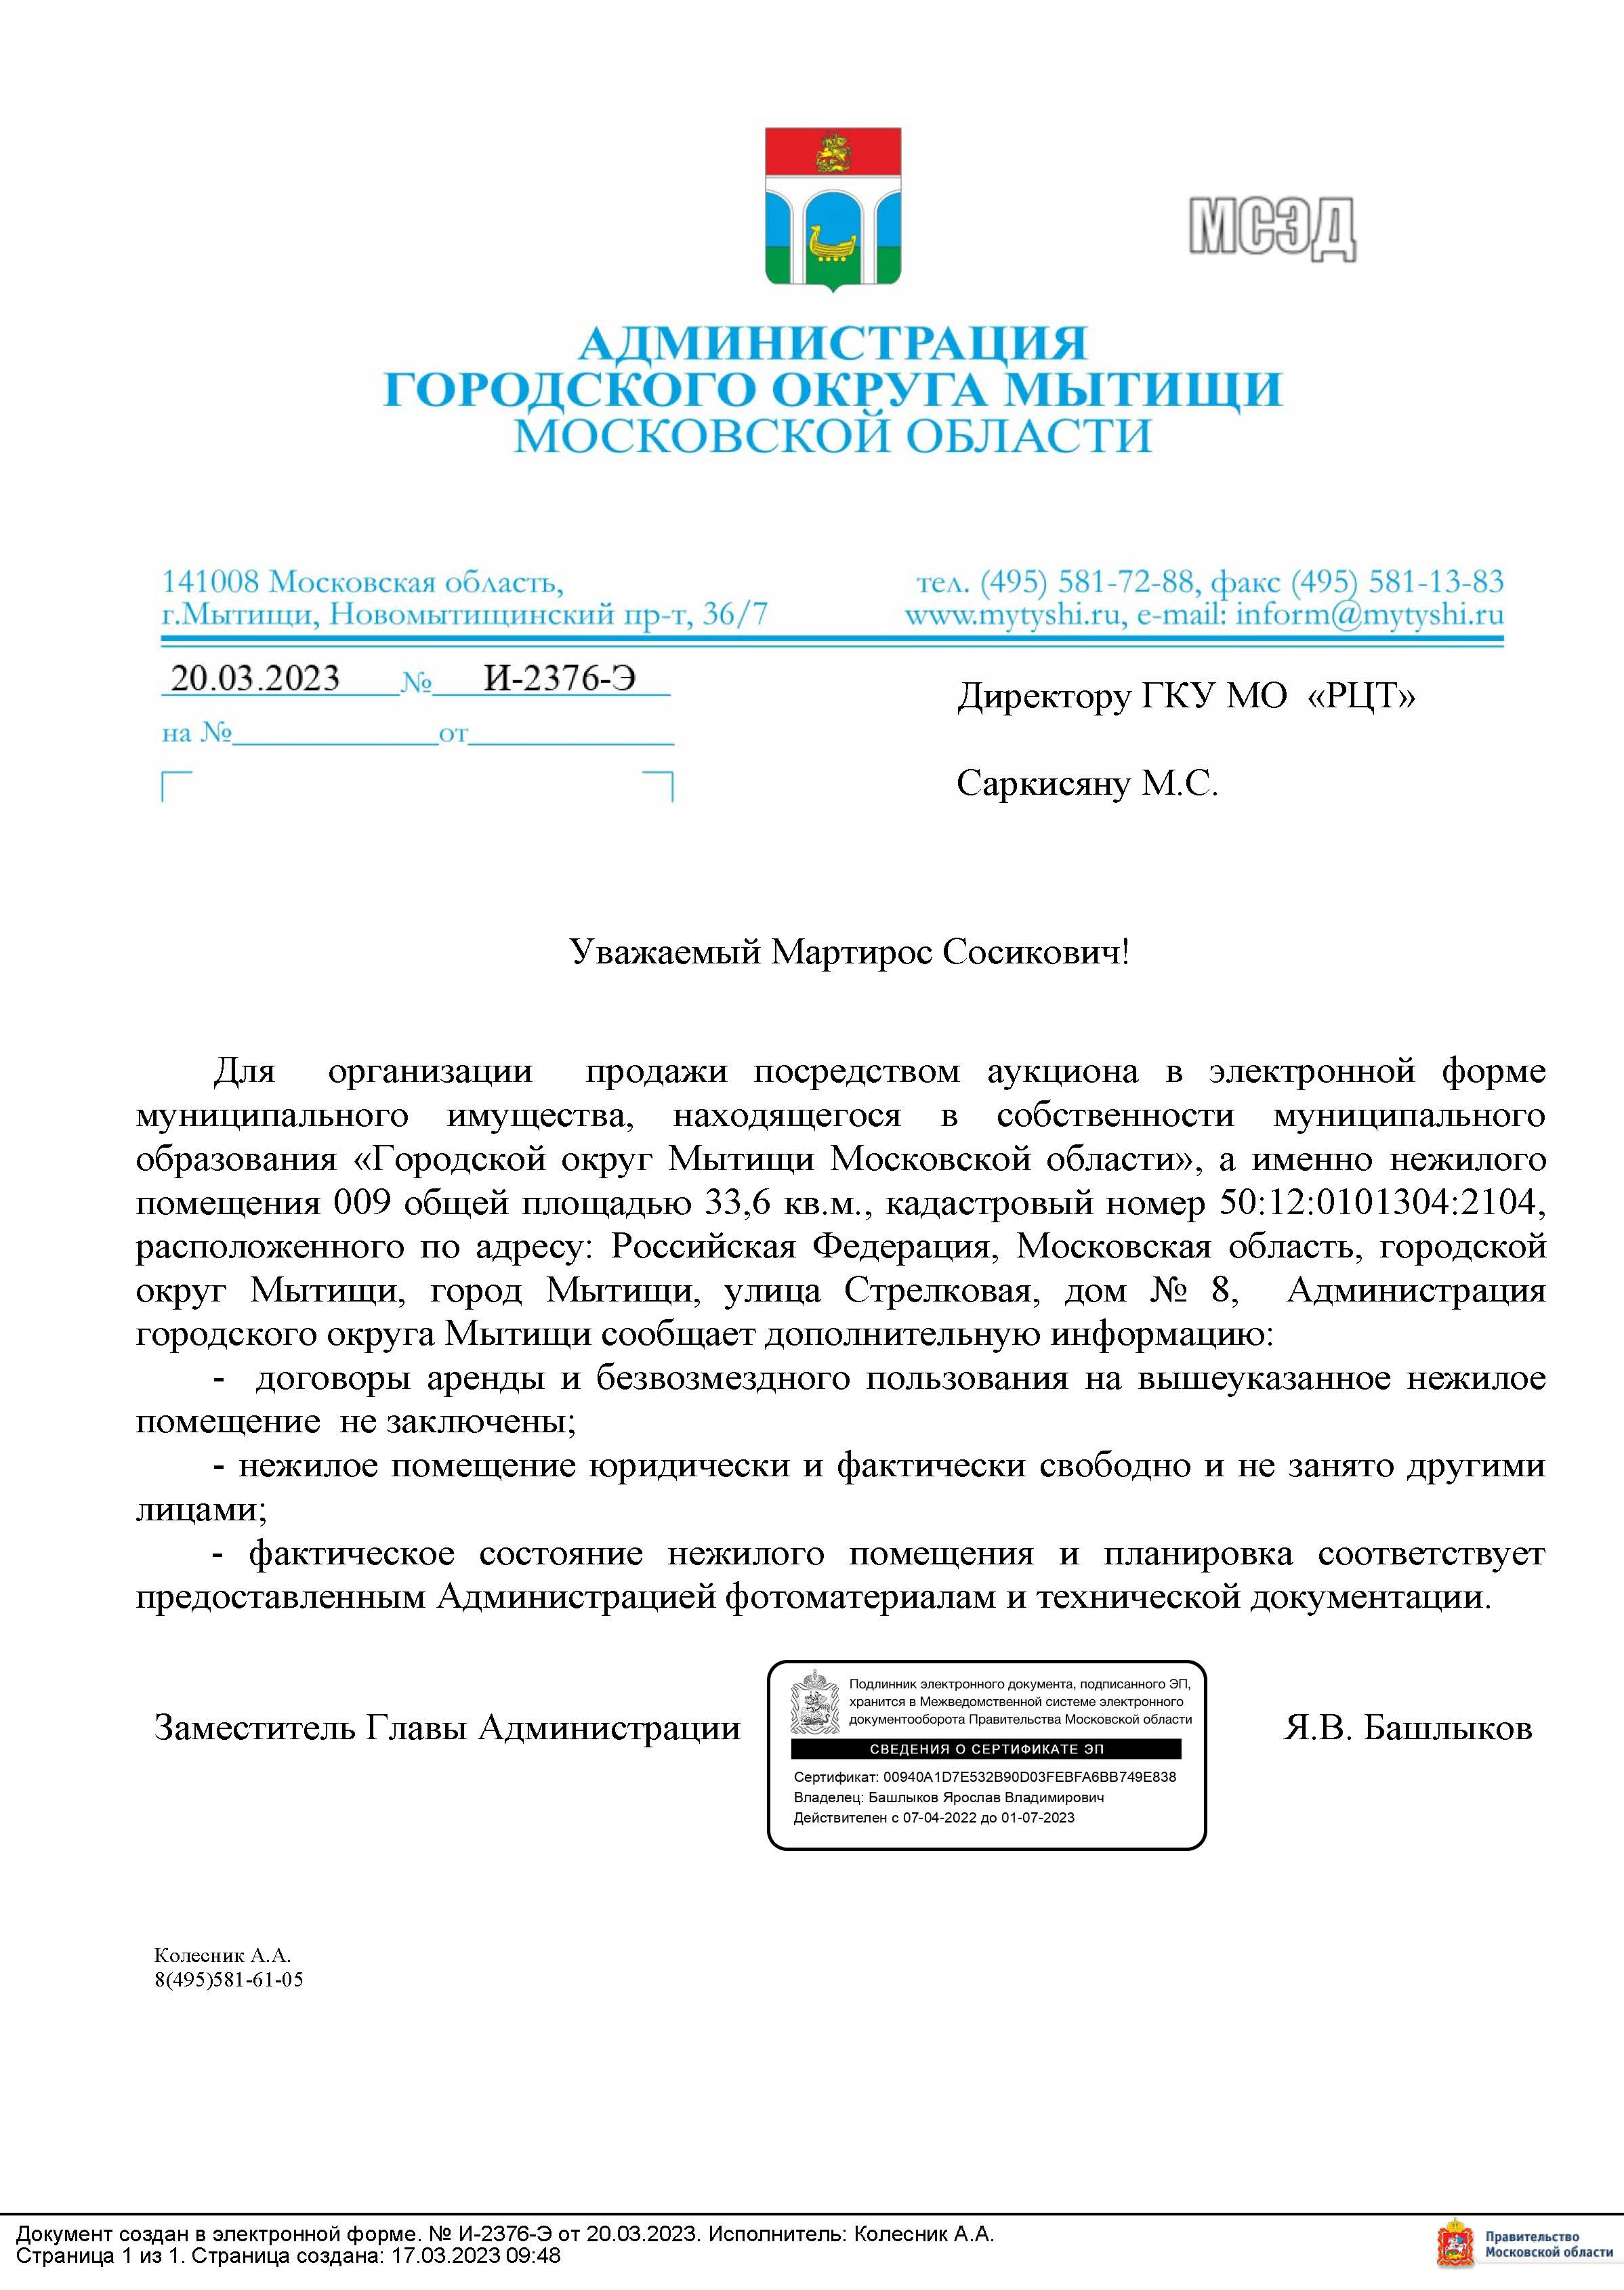 МСЭД
АДМИНИСТРАЦИЯ
ГОРОДСКОГО ОКРУГА МЫТИЩИ
МОСКОВСКОЙ ОБЛАСТИ
141008 Московская область,
г.Мытищи, Новомытищинский пр-т, 36/7
тел. (495) 581-72-88, факс (495) 581-13-83
www.mytyshi.ru, e-mail: inform@mytyshi.ru
20.03.2023 № И-2376-Э
на №______________от______________
Директору ГКУ МО «РЦТ»
Саркисяну М.С.
Уважаемый Мартирос Сосикович!
Для организации продажи посредством аукциона в электронной форме
муниципального имущества, находящегося в собственности муниципального
образования «Городской округ Мытищи Московской области», а именно нежилого
помещения 009 общей площадью 33,6 кв.м., кадастровый номер 50:12:0101304:2104,
расположенного по адресу: Российская Федерация, Московская область, городской
округ Мытищи, город Мытищи, улица Стрелковая, дом № 8, Администрация
городского округа Мытищи сообщает дополнительную информацию:
- договоры аренды и безвозмездного пользования на вышеуказанное нежилое
помещение не заключены;
- нежилое помещение юридически и фактически свободно и не занято другими
лицами;
- фактическое состояние нежилого помещения и планировка соответствует
предоставленным Администрацией фотоматериалам и технической документации.
Заместитель Главы Администрации
Подлинник электронного документа, подписанного ЭП,
хранится в Межведомственной системе электронного
документооборота Правительства Московской области
СВЕДЕНИЯ О СЕРТИФИКАТЕ ЭП
Сертификат: 00940A1D7E532B90D03FEBFA6BB749E838
Владелец: Башлыков Ярослав Владимирович
Действителен с 07-04-2022 до 01-07-2023
Я.В. Башлыков
Колесник А.А.
8(495)581-61-05
Документ создан в электронной форме. № И-2376-Э от 20.03.2023. Исполнитель: Колесник А.А.
Страница 1 из 1. Страница создана: 17.03.2023 09:48
Правительство
Московской области